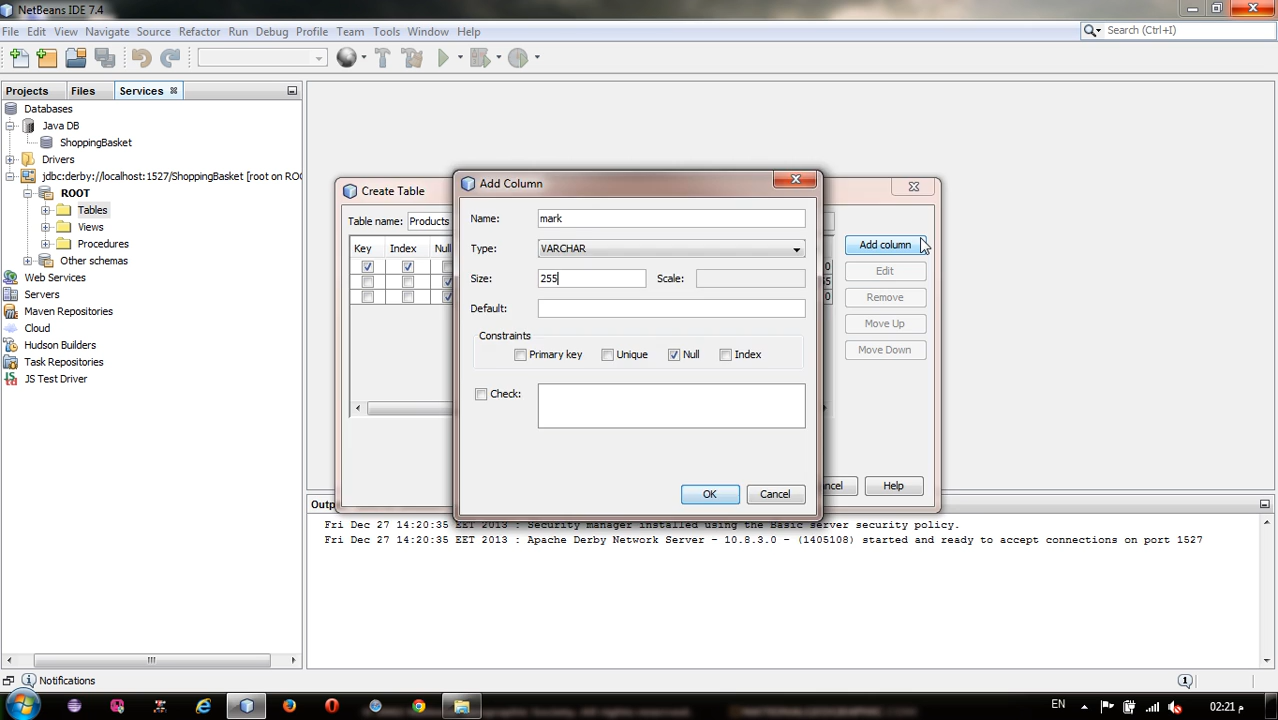 NetBeans IDE 7.4
File Edit View Navigate Source Refactor Run Debug Profile Team Tools Window Help
Search (Ctrl+I)
Projects Files Services
Databases
Java DB
ShoppingBasket
Drivers
jdbc:derby://localhost:1527/ShoppingBasket [root on ROO
ROOT
Tables
Views
Procedures
Other schemas
Web Services
Servers
Maven Repositories
Cloud
Hudson Builders
Task Repositories
JS Test Driver
Create Table
Table name: Products
Key Index Null
Add column
Edit
Remove
Move Up
Move Down
ncel Help
Add Column
Name: mark
Type: VARCHAR
Size: 255 Scale:
Default:
Constraints
Primary key Unique Null Index
Check:
OK Cancel
Outp
Fri Dec 27 14:20:35 EET 2013 : Security manager installed using the Basic server security policy.
Fri Dec 27 14:20:35 EET 2013 : Apache Derby Network Server - 10.8.3.0 - (1405108) started and ready to accept connections on port 1527
Notifications
EN 02:21 م